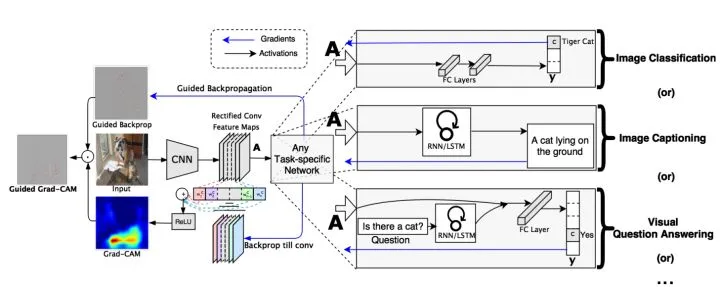 Gradients
Activations
A
Tiger Cat
c
FC Layers
y
Image Classification
(or)
Guided Backpropagation
Guided Backprop
Rectified Conv
Feature Maps
A
CNN
Input
Any
Task-specific
Network
A
RNN/LSTM
A cat lying on
the ground
Image Captioning
(or)
Guided Grad-CAM
+
ReLU
Grad-CAM
Backprop till conv
A
Is there a cat?
Question
RNN/LSTM
FC Layer
c
Yes
y
Visual
Question Answering
(or)
...